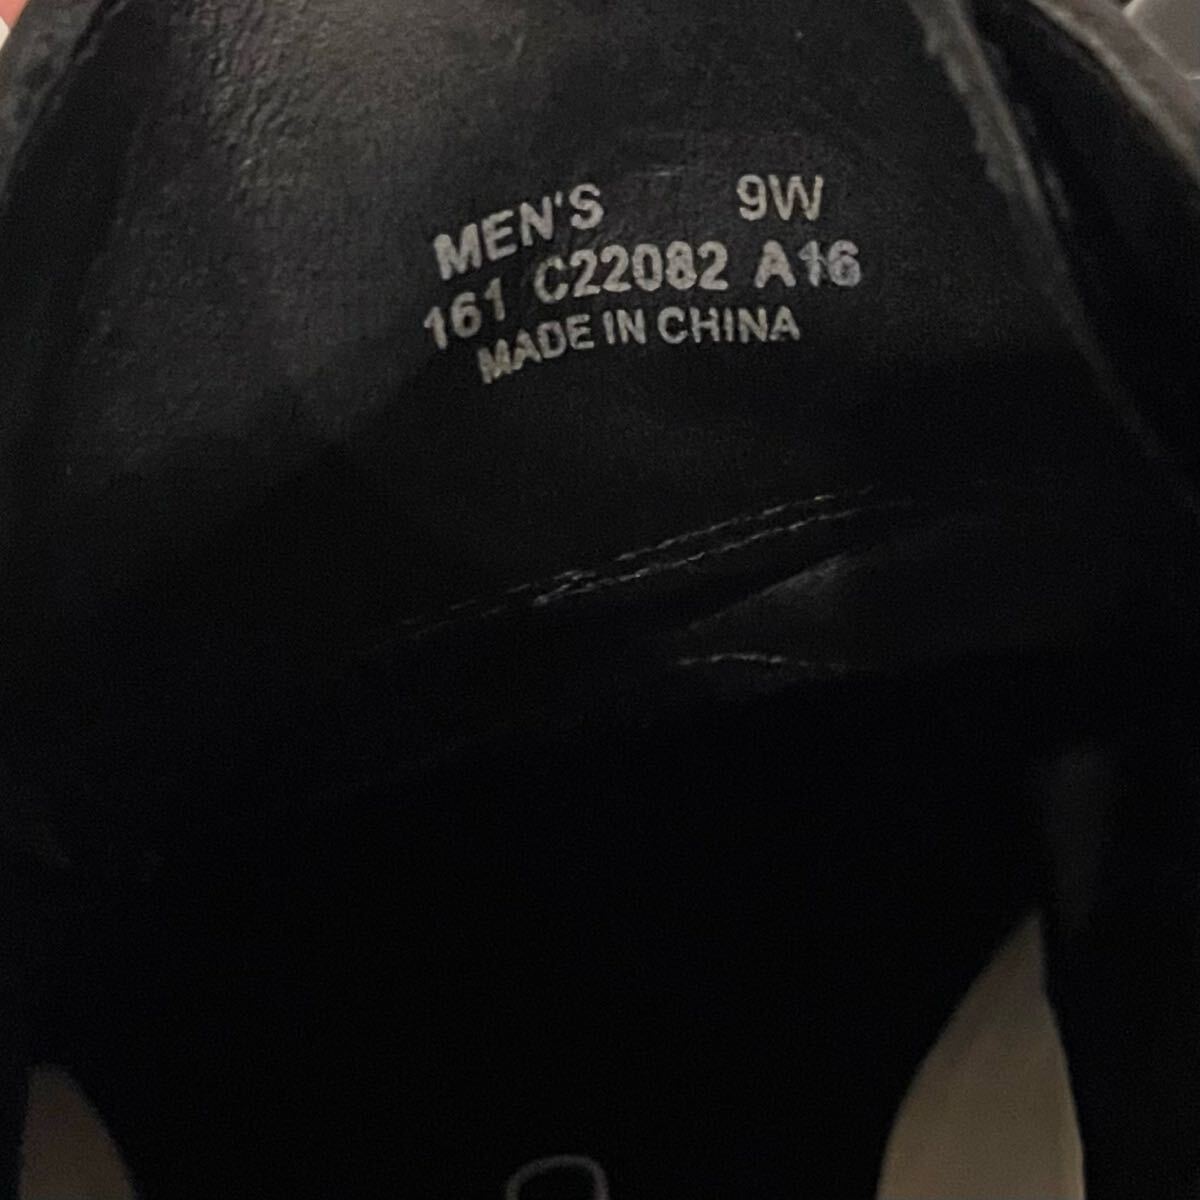 MEN'S 9W
161 C22082 A16
MADE IN CHINA